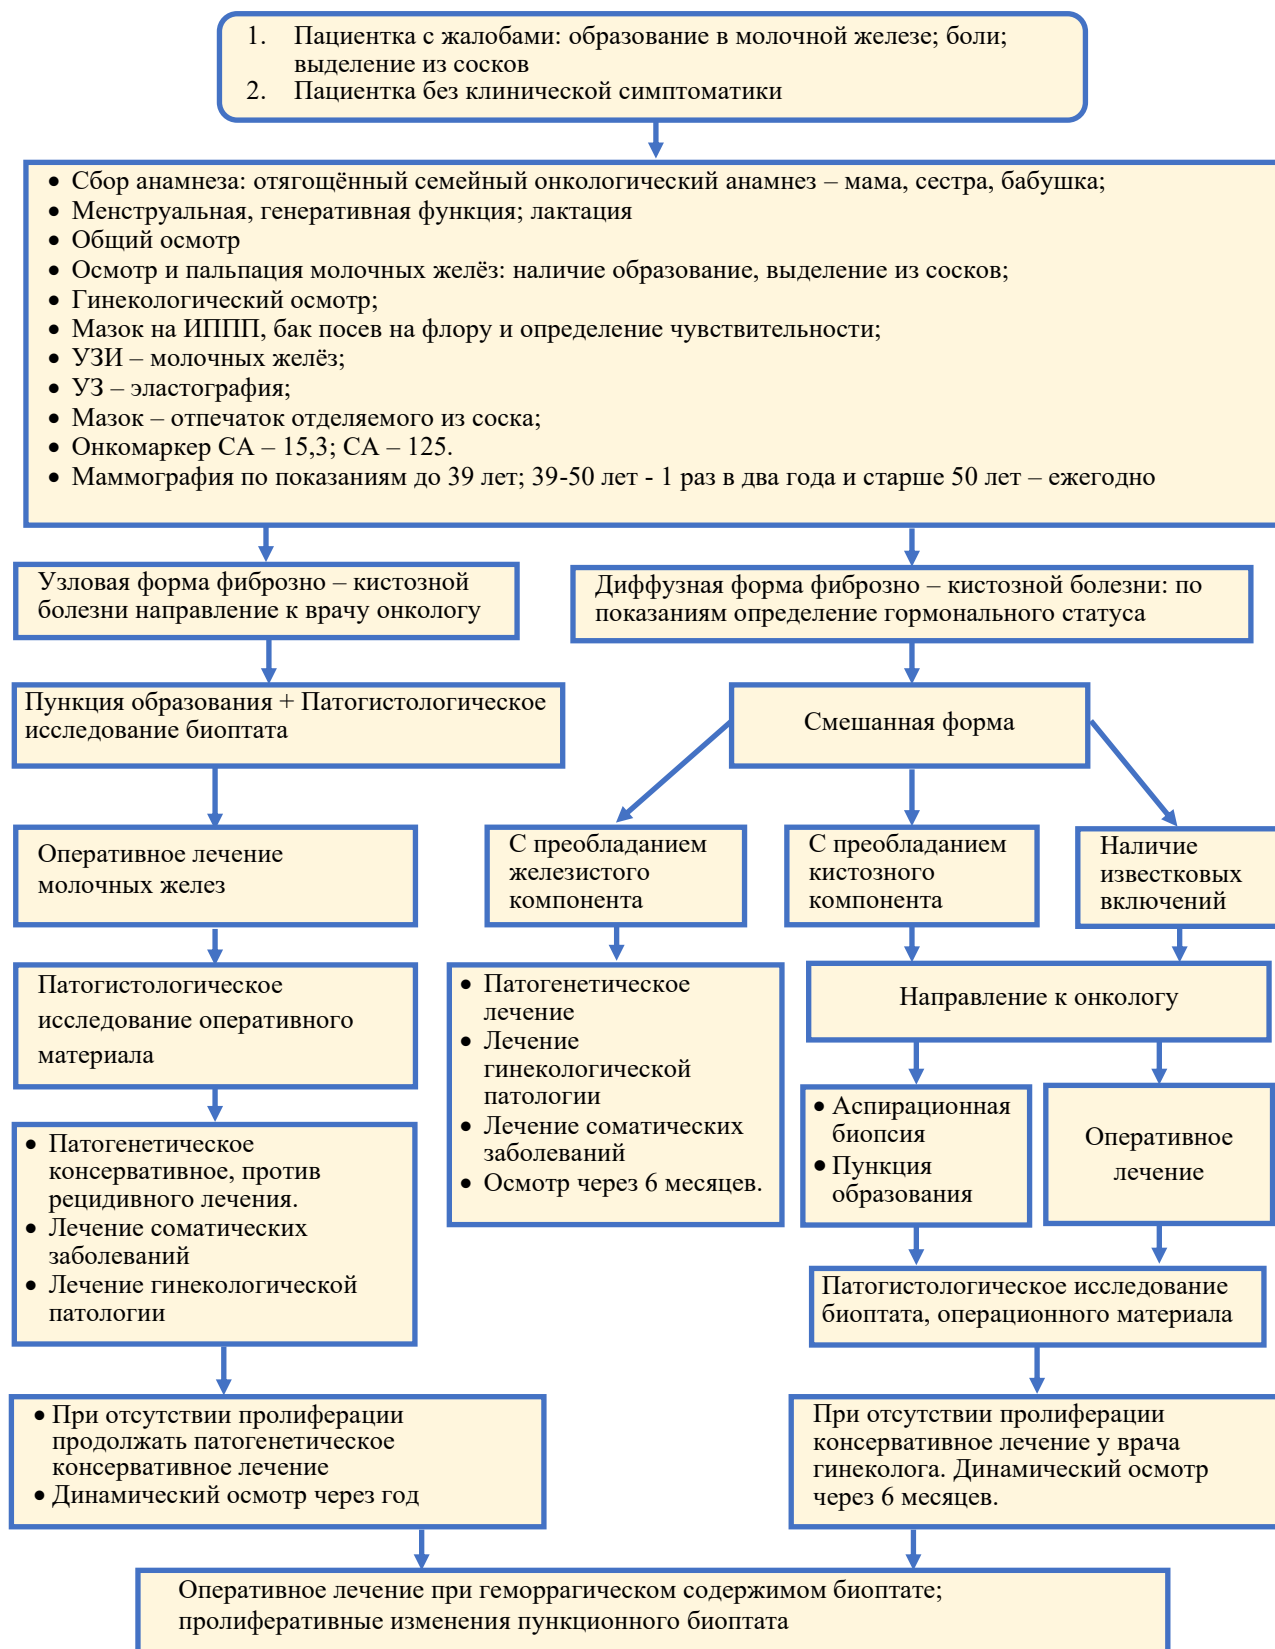 1. Пациентка с жалобами: образование в молочной железе; боли;
выделение из сосков
2. Пациентка без клинической симптоматики
• Сбор анамнеза: отягощённый семейный онкологический анамнез – мама, сестра, бабушка;
• Менструальная, генеративная функция; лактация
• Общий осмотр
• Осмотр и пальпация молочных желёз: наличие образование, выделение из сосков;
• Гинекологический осмотр;
• Мазок на ИППП, бак посев на флору и определение чувствительности;
• УЗИ – молочных желёз;
• УЗ – эластография;
• Мазок – отпечаток отделяемого из соска;
• Онкомаркер СА – 15,3; СА – 125.
• Маммография по показаниям до 39 лет; 39-50 лет - 1 раз в два года и старше 50 лет – ежегодно
Узловая форма фиброзно – кистозной
болезни направление к врачу онкологу
Диффузная форма фиброзно – кистозной болезни: по
показаниям определение гормонального статуса
Пункция образования + Патогистологическое
исследование биоптата
Смешанная форма
Оперативное лечение
молочных желез
С преобладанием
железистого
компонента
С преобладанием
кистозного
компонента
Наличие
известковых
включений
Патогистологическое
исследование оперативного
материала
• Патогенетическое
лечение
• Лечение
гинекологической
патологии
• Лечение соматических
заболеваний
• Осмотр через 6 месяцев.
Направление к онкологу
• Аспирационная
биопсия
• Пункция
образования
Оперативное
лечение
• Патогенетическое
консервативное, против
рецидивного лечения.
• Лечение соматических
заболеваний
• Лечение гинекологической
патологии
Патогистологическое исследование
биоптата, операционного материала
• При отсутствии пролиферации
продолжать патогенетическое
консервативное лечение
• Динамический осмотр через год
При отсутствии пролиферации
консервативное лечение у врача
гинеколога. Динамический осмотр
через 6 месяцев.
Оперативное лечение при геморрагическом содержимом биоптате;
пролиферативные изменения пункционного биоптата